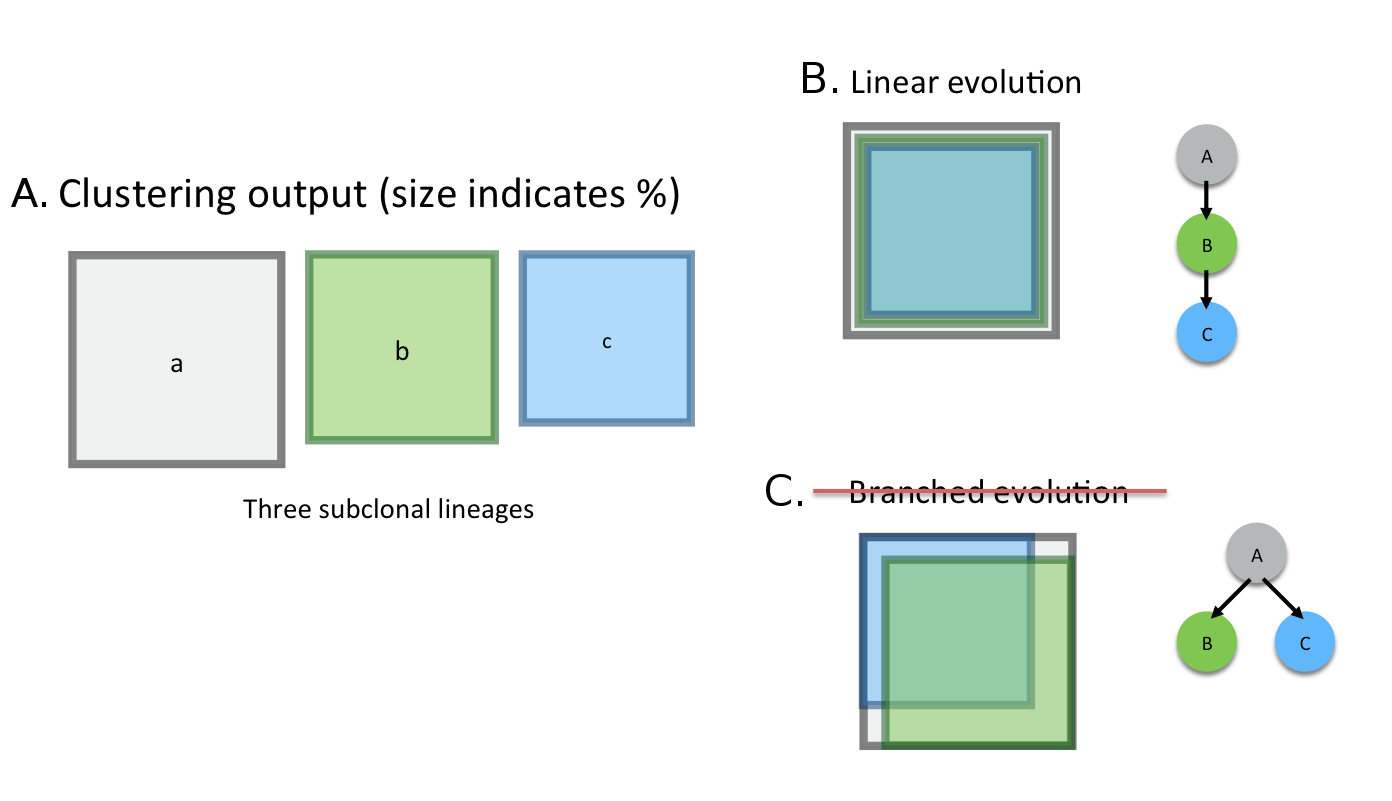 A. Clustering output (size indicates %)
a
b
c
Three subclonal lineages
B. Linear evolution
A
B
C
C. Branched evolution
A
B
C